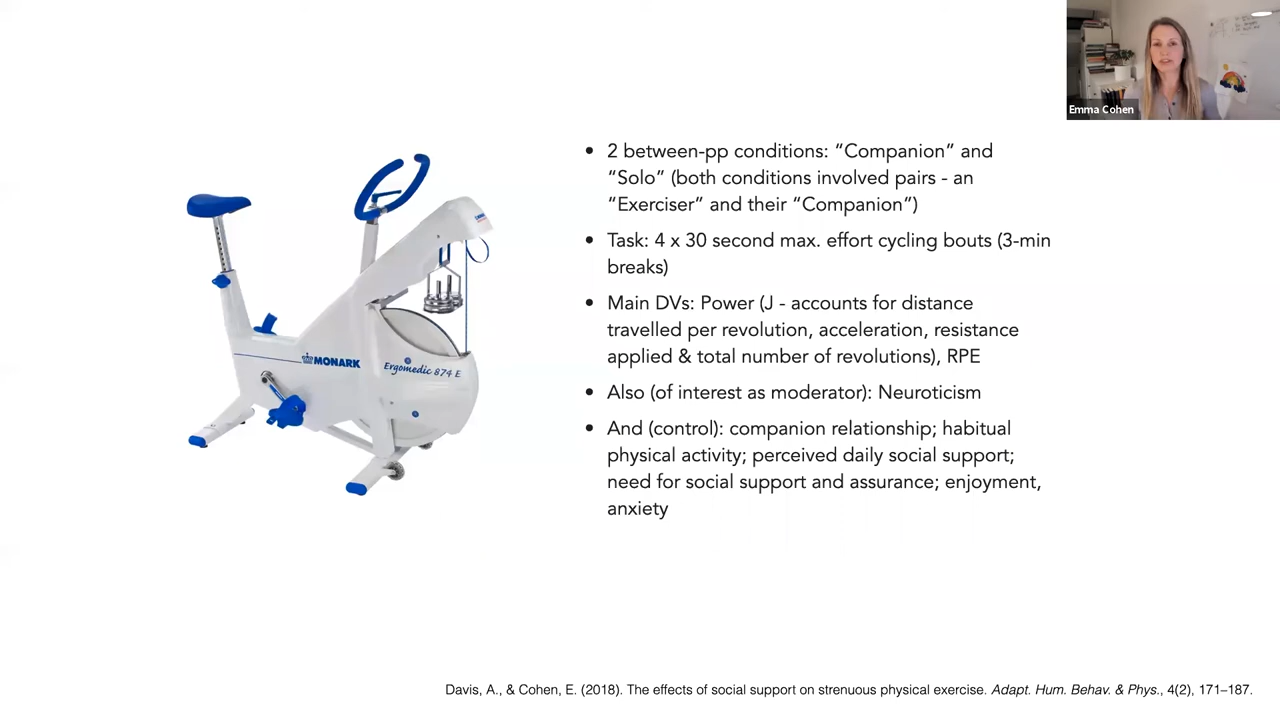 Emma Cohen
• 2 between-pp conditions: “Companion” and
“Solo” (both conditions involved pairs - an
“Exerciser” and their “Companion”)
• Task: 4 x 30 second max. effort cycling bouts (3-min
breaks)
• Main DVs: Power (J - accounts for distance
travelled per revolution, acceleration, resistance
applied & total number of revolutions), RPE
• Also (of interest as moderator): Neuroticism
• And (control): companion relationship; habitual
physical activity; perceived daily social support;
need for social support and assurance; enjoyment,
anxiety
MONARK
Ergomedic 874 E
Davis, A., & Cohen, E. (2018). The effects of social support on strenuous physical exercise. Adapt. Hum. Behav. & Phys., 4(2), 171–187.